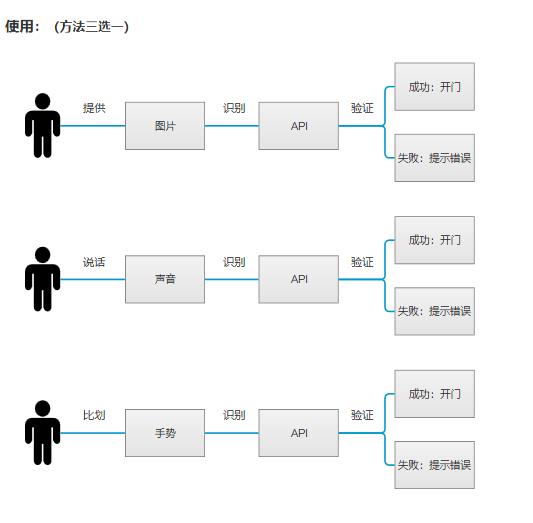 使用：（方法三选一）
提供
图片
识别
API
验证
成功：开门
失败：提示错误
说话
声音
识别
API
验证
成功：开门
失败：提示错误
比划
手势
识别
API
验证
成功：开门
失败：提示错误